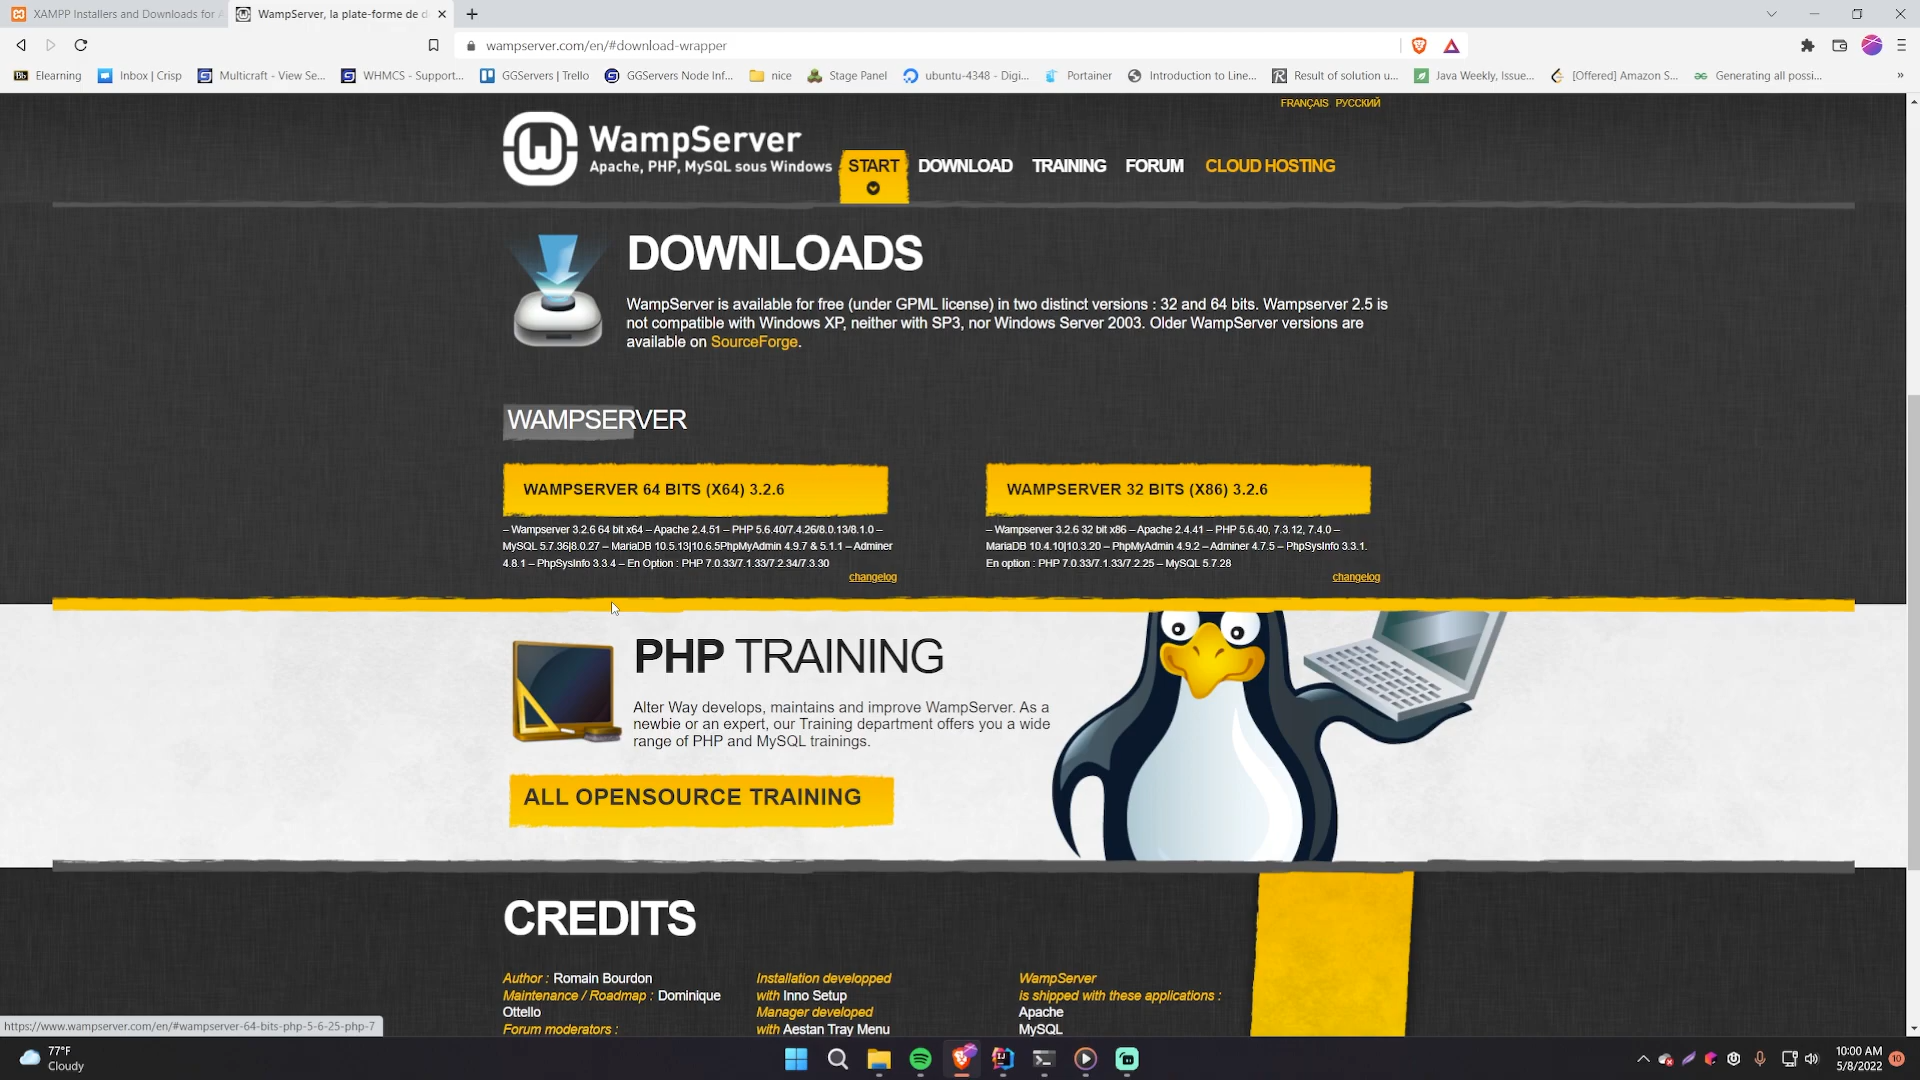 XAMPP Installers and Downloads for
WampServer, la plate-forme de d
wampserver.com/en/#download-wrapper
Bb Elearning
Inbox | Crisp
Multicraft - View Se...
WHMCS - Support...
GGServers | Trello
GGServers Node Inf...
nice
Stage Panel
ubuntu-4348 - Digi...
Portainer
Introduction to Line...
Result of solution u...
Java Weekly, Issue...
[Offered] Amazon S...
Generating all possi...
»
FRANÇAIS РУССКИЙ
WampServer
Apache, PHP, MySQL sous Windows
START
DOWNLOAD
TRAINING
FORUM
CLOUD HOSTING
DOWNLOADS
WampServer is available for free (under GPML license) in two distinct versions : 32 and 64 bits. Wampserver 2.5 is
not compatible with Windows XP, neither with SP3, nor Windows Server 2003. Older WampServer versions are
available on SourceForge.
WAMPSERVER
WAMPSERVER 64 BITS (X64) 3.2.6
– Wampserver 3.2.6 64 bit x64 – Apache 2.4.51 – PHP 5.6.40/7.4.26/8.0.13/8.1.0 –
MySQL 5.7.36|8.0.27 – MariaDB 10.5.13|10.6.5PhpMyAdmin 4.9.7 & 5.1.1 – Adminer
4.8.1 – PhpSysInfo 3.3.4 – En Option : PHP 7.0.33/7.1.33/7.2.34/7.3.30
changelog
WAMPSERVER 32 BITS (X86) 3.2.6
– Wampserver 3.2.6 32 bit x86 – Apache 2.4.41 – PHP 5.6.40, 7.3.12, 7.4.0 –
MariaDB 10.4.10|10.3.20 – PhpMyAdmin 4.9.2 – Adminer 4.7.5 – PhpSysInfo 3.3.1.
En option : PHP 7.0.33/7.1.33/7.2.25 – MySQL 5.7.28
changelog
PHP TRAINING
Alter Way develops, maintains and improve WampServer. As a
newbie or an expert, our Training department offers you a wide
range of PHP and MySQL trainings.
ALL OPENSOURCE TRAINING
CREDITS
Author : Romain Bourdon
Maintenance / Roadmap : Dominique
Ottello
Forum moderators :
Installation developped
with Inno Setup
Manager developed
with Aestan Tray Menu
WampServer
is shipped with these applications :
Apache
MySQL
https://www.wampserver.com/en/#wampserver-64-bits-php-5-6-25-php-7
77°F
Cloudy
10:00 AM
5/8/2022
10